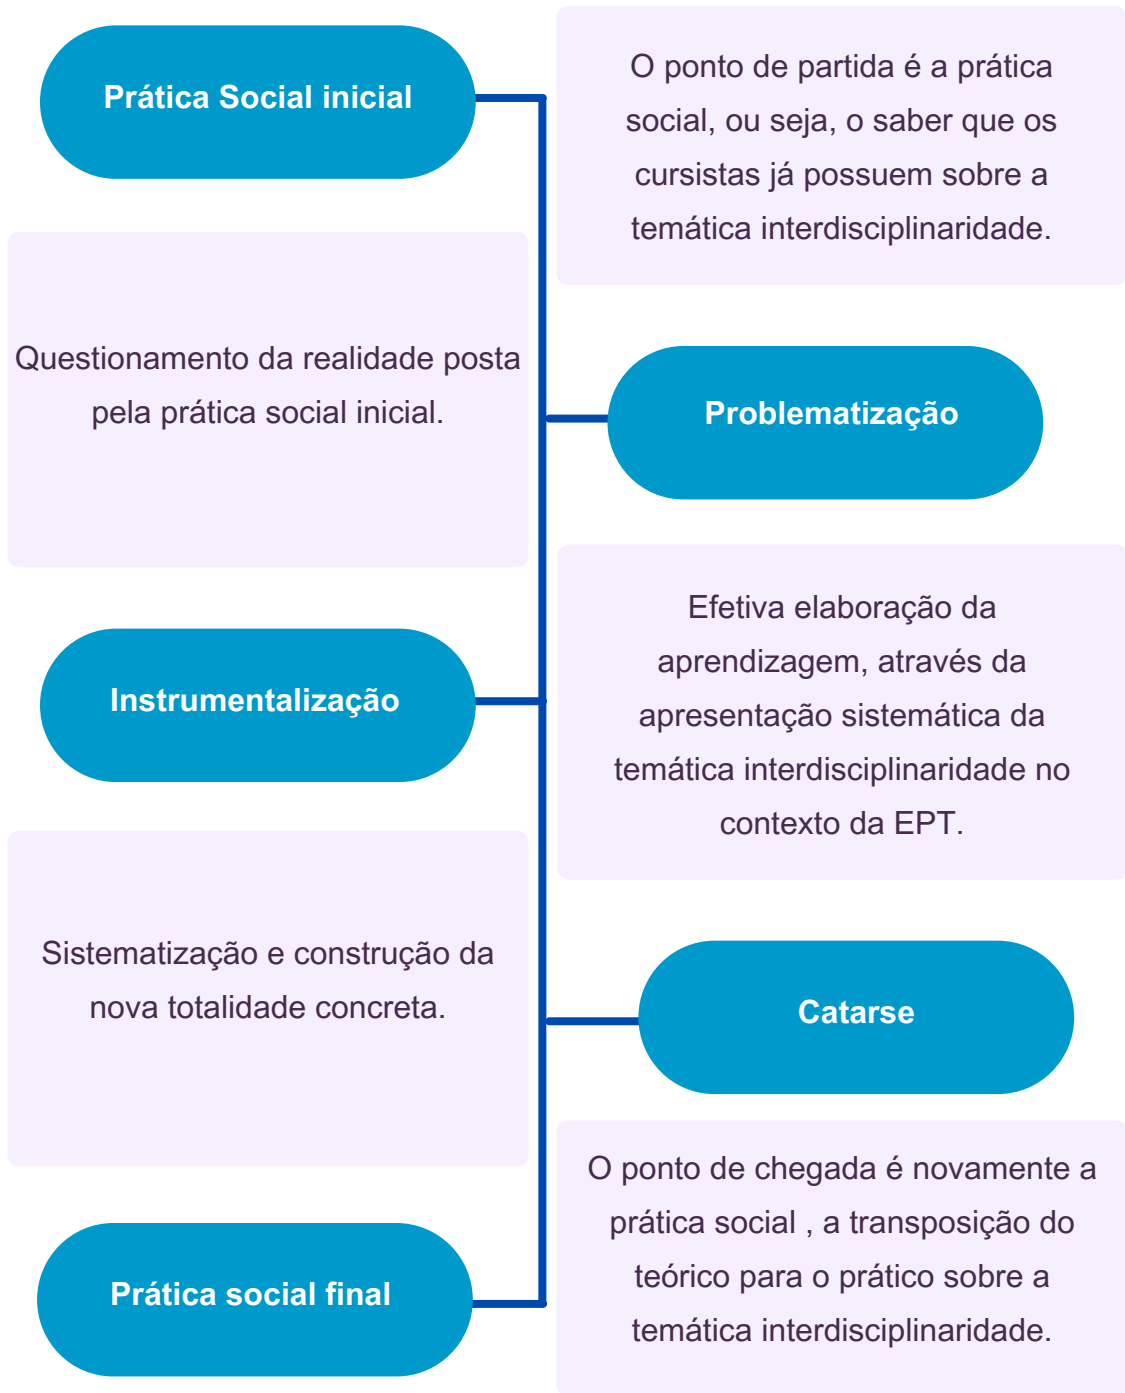 Prática Social inicial
O ponto de partida é a prática
social, ou seja, o saber que os
cursistas já possuem sobre a
temática interdisciplinaridade.
Problematização
Questionamento da realidade posta
pela prática social inicial.
Instrumentalização
Efetiva elaboração da
aprendizagem, através da
apresentação sistemática da
temática interdisciplinaridade no
contexto da EPT.
Catarse
Sistematização e construção da
nova totalidade concreta.
Prática social final
O ponto de chegada é novamente a
prática social , a transposição do
teórico para o prático sobre a
temática interdisciplinaridade.